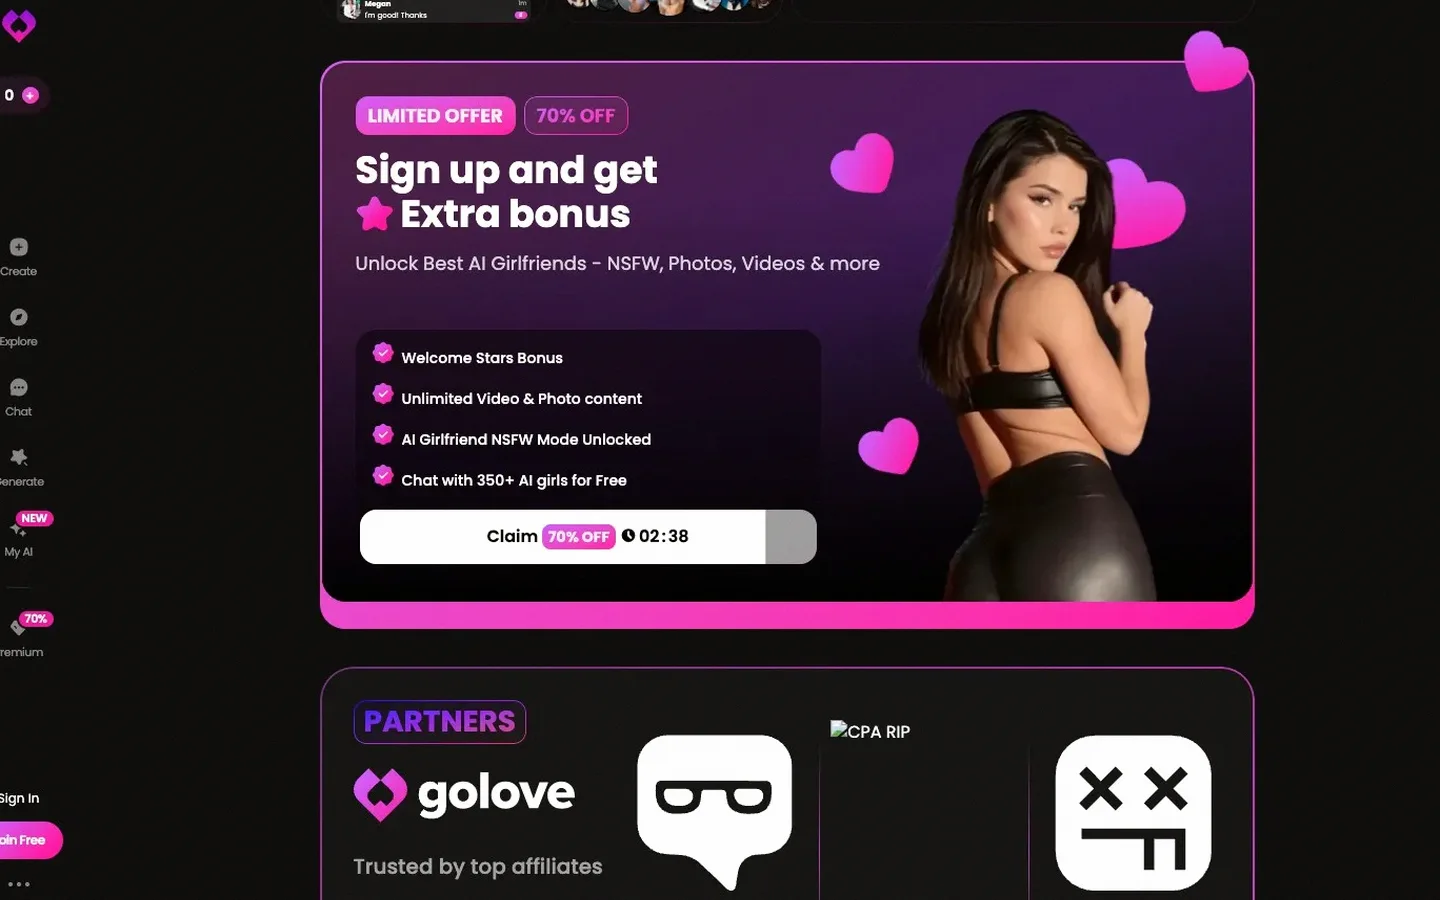 Megan
1m
I'm good! Thanks
0
LIMITED OFFER
70% OFF
Sign up and get
Extra bonus
Unlock Best AI Girlfriends - NSFW, Photos, Videos & more
Welcome Stars Bonus
Unlimited Video & Photo content
AI Girlfriend NSFW Mode Unlocked
Chat with 350+ AI girls for Free
Claim 70% OFF 02:38
Create
Explore
Chat
enerate
NEW
My AI
70%
remium
Sign In
oin Free
PARTNERS
golove
Trusted by top affiliates
CPA RIP